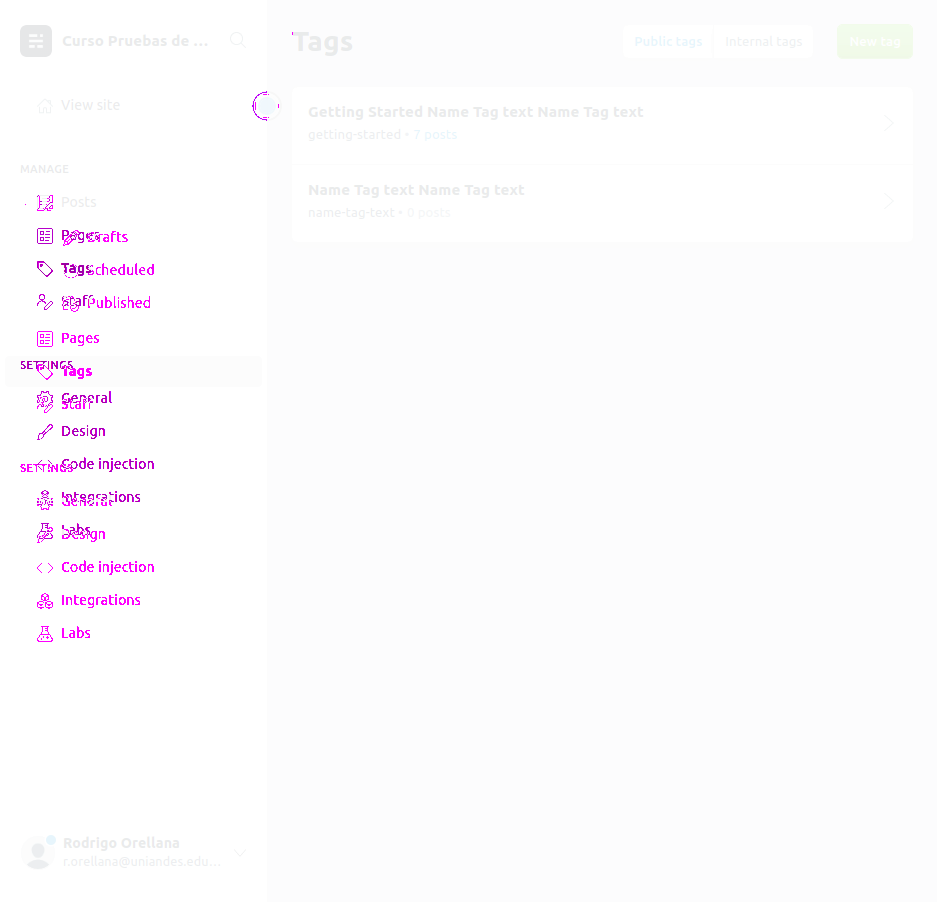 Curso Pruebas de ...
View site
MANAGE
Posts
Pages
Drafts
Tags
Scheduled
Staff
Published
Pages
SETTINGS
Tags
General
Staff
Design
Code injection
SETTINGS
Integrations
General
Labs
Design
Code injection
Integrations
Labs
Rodrigo Orellana
r.orellana@uniandes.edu...
Tags
Public tags
Internal tags
New tag
Getting Started Name Tag text Name Tag text
getting-started • 7 posts
Name Tag text Name Tag text
name-tag-text • 0 posts